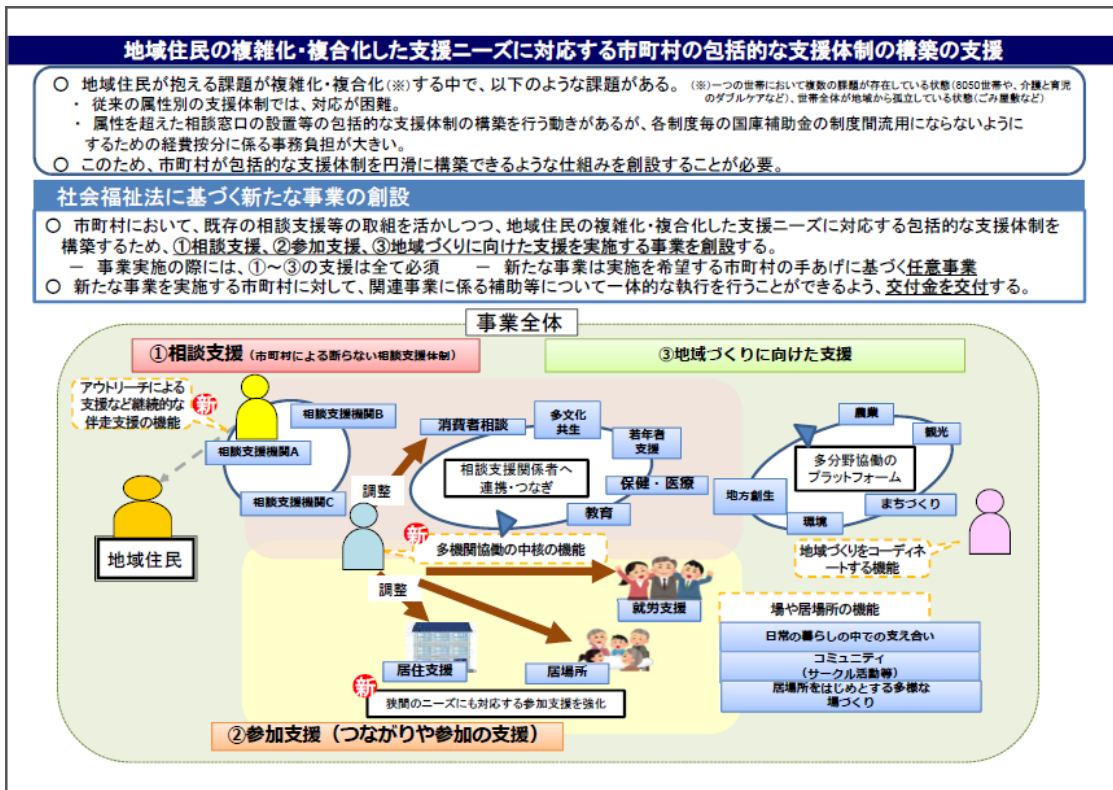 地域住民の複雑化・複合化した支援ニーズに対応する市町村の包括的な支援体制の構築の支援
○ 地域住民が抱える課題が複雑化・複合化(※)する中で、以下のような課題がある。
(※)一つの世帯において複数の課題が存在している状態(8050世帯や、介護と育児
のダブルケアなど)、世帯全体が地域から孤立している状態(ごみ屋敷など)
・ 従来の属性別の支援体制では、対応が困難。
・ 属性を超えた相談窓口の設置等の包括的な支援体制の構築を行う動きがあるが、各制度毎の国庫補助金の制度間流用にならないように
するための経費按分に係る事務負担が大きい。
○ このため、市町村が包括的な支援体制を円滑に構築できるような仕組みを創設することが必要。
社会福祉法に基づく新たな事業の創設
○ 市町村において、既存の相談支援等の取組を活かしつつ、地域住民の複雑化・複合化した支援ニーズに対応する包括的な支援体制を
構築するため、①相談支援、②参加支援、③地域づくりに向けた支援を実施する事業を創設する。
ー 事業実施の際には、①～③の支援は全て必須 ー 新たな事業は実施を希望する市町村の手あげに基づく任意事業
○ 新たな事業を実施する市町村に対して、関連事業に係る補助等について一体的な執行を行うことができるよう、交付金を交付する。
事業全体
①相談支援(市町村による断らない相談支援体制)
③地域づくりに向けた支援
アウトリーチによる
支援など継続的な
伴走支援の機能
新
相談支援機関B
相談支援機関A
相談支援機関C
地域住民
消費者相談
多文化
共生
若年者
支援
相談支援関係者へ
連携・つなぎ
保健・医療
教育
調整
新
多機関協働の中核の機能
農業
観光
多分野協働の
プラットフォーム
地方創生
まちづくり
環境
地域づくりをコーディネ
ートする機能
調整
就労支援
居住支援
居場所
新
狭間のニーズにも対応する参加支援を強化
②参加支援(つながりや参加の支援)
場や居場所の機能
日常の暮らしの中での支え合い
コミュニティ
(サークル活動等)
居場所をはじめとする多様な
場づくり